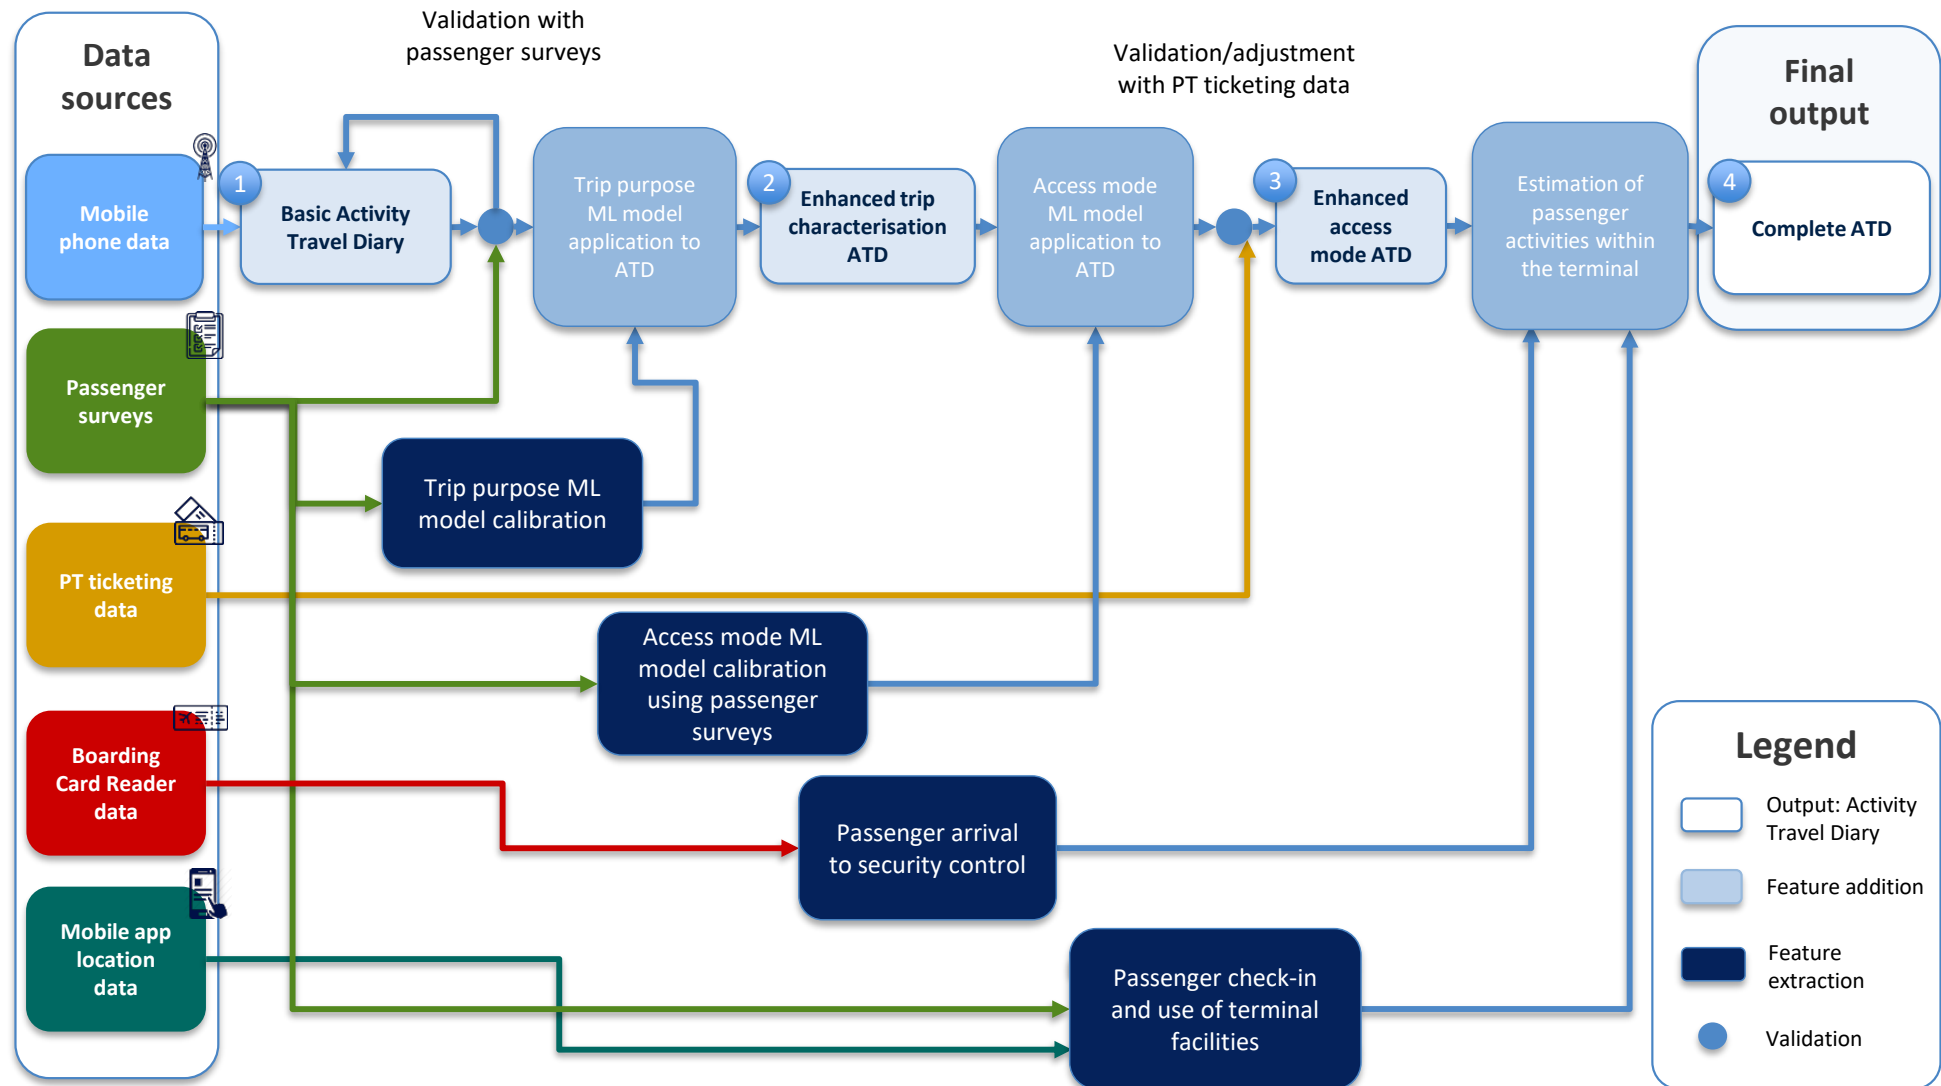 Data
sources
Mobile
phone data
Passenger
surveys
PT ticketing
data
Boarding
Card Reader
data
Mobile app
location
data
Validation with
passenger surveys
1
Basic Activity
Travel Diary
Trip purpose
ML model
application to
ATD
2
Enhanced trip
characterisation
ATD
Validation/adjustment
with PT ticketing data
Access mode
ML model
application to
ATD
3
Enhanced
access
mode ATD
Estimation of
passenger
activities within
the terminal
Final
output
4
Complete ATD
Trip purpose ML
model calibration
Access mode ML
model calibration
using passenger
surveys
Passenger arrival
to security control
Passenger check-in
and use of terminal
facilities
Legend
Output: Activity
Travel Diary
Feature addition
Feature
extraction
Validation